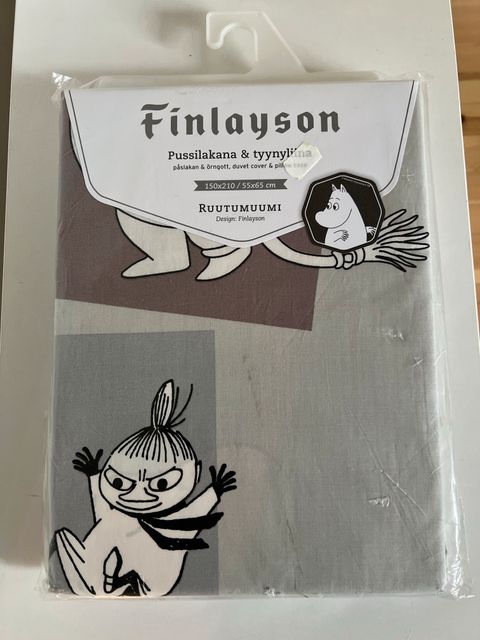 Finlayson
Pussilakana & tyynyliina
påslakan & örngott, duvet cover & pillow case
150x210 / 55x65 cm
RUUTUMUUMI
Design: Finlayson